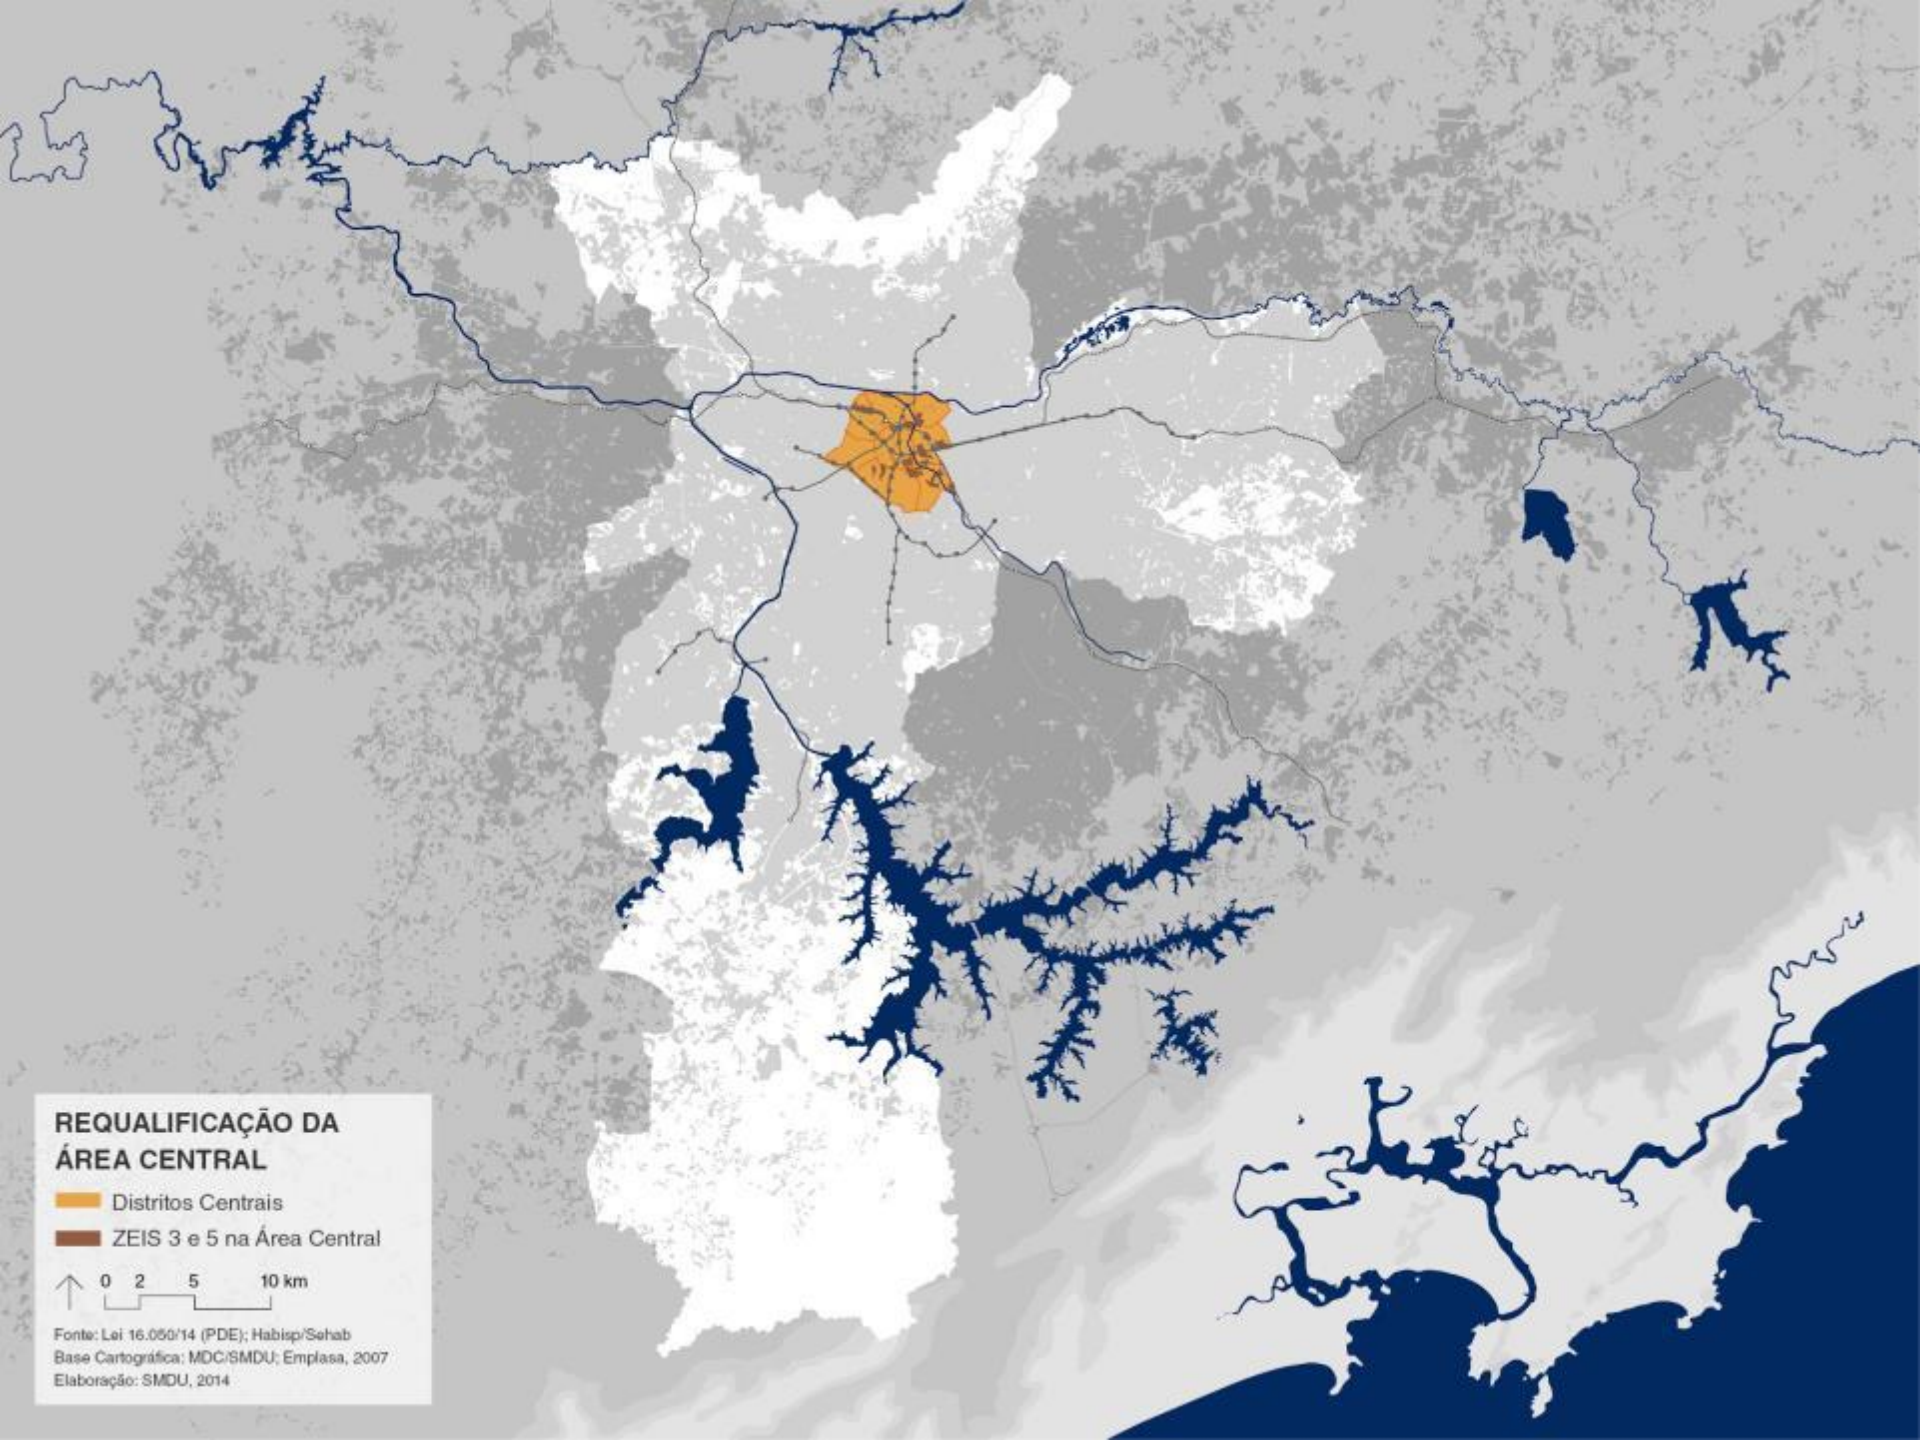 REQUALIFICAÇÃO DA
ÁREA CENTRAL
Distritos Centrais
ZEIS 3 e 5 na Área Central
0 2 5 10 km
Fonte: Lei 16.050/14 (PDE); Habisp/Sehab
Base Cartográfica: MDC/SMDU; Emplasa, 2007
Elaboração: SMDU, 2014